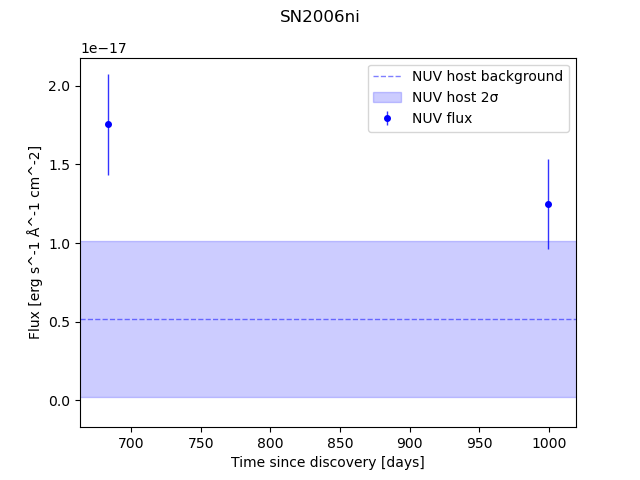 SN2006ni
1e−17
NUV host background
NUV host 2σ
NUV flux
2.0
1.5
1.0
0.5
0.0
Flux [erg s^-1 Å^-1 cm^-2]
700 750 800 850 900 950 1000
Time since discovery [days]